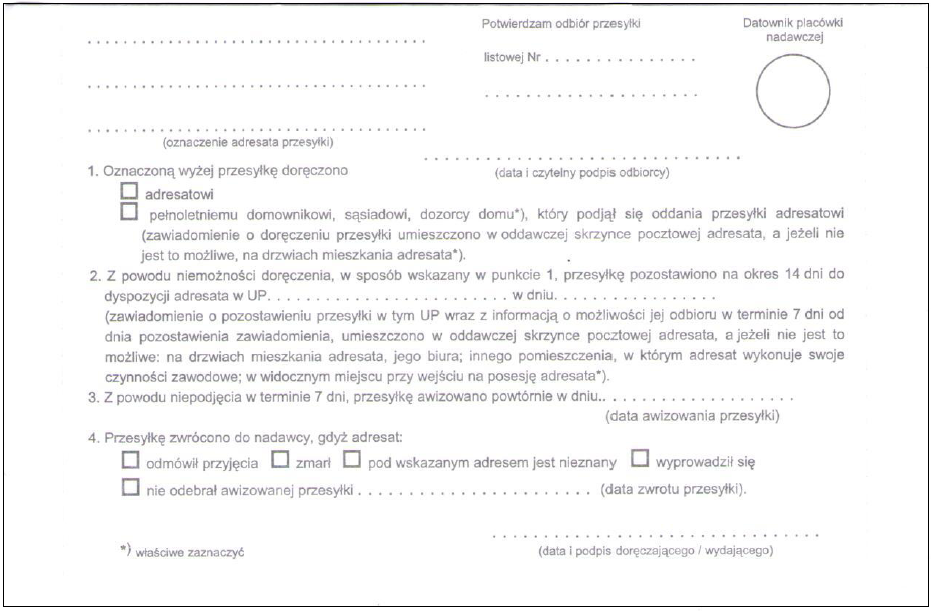 Potwierdzam odbiór przesyłki
listowej Nr . . . . . . . . . . . . . . . .
Datownik placówki
nadawczej
(oznaczenie adresata przesyłki)
(data i czytelny podpis odbiorcy)
1. Oznaczoną wyżej przesyłkę doręczono
adresatowi
pełnoletniemu domownikowi, sąsiadowi, dozorcy domu*), który podjął się oddania przesyłki adresatowi
(zawiadomienie o doręczeniu przesyłki umieszczono w oddawczej skrzynce pocztowej adresata, a jeżeli nie
jest to możliwe, na drzwiach mieszkania adresata*).
2. Z powodu niemożności doręczenia, w sposób wskazany w punkcie 1, przesyłkę pozostawiono na okres 14 dni do
dyspozycji adresata w UP. . . . . . . . . . . . . . . . . . . . . . . . . w dniu. . . . . . . . . . . . . . . . .
(zawiadomienie o pozostawieniu przesyłki w tym UP wraz z informacją o możliwości jej odbioru w terminie 7 dni od
dnia pozostawienia zawiadomienia, umieszczono w oddawczej skrzynce pocztowej adresata, a jeżeli nie jest to
możliwe: na drzwiach mieszkania adresata, jego biura; innego pomieszczenia, w którym adresat wykonuje swoje
czynności zawodowe; w widocznym miejscu przy wejściu na posesję adresata*).
3. Z powodu niepodjęcia w terminie 7 dni, przesyłkę awizowano powtórnie w dniu.. . . . . . . . . . . . . . . . . . . .
(data awizowania przesyłki)
4. Przesyłkę zwrócono do nadawcy, gdyż adresat:
odmówił przyjęcia zmarł pod wskazanym adresem jest nieznany wyprowadził się
nie odebrał awizowanej przesyłki . . . . . . . . . . . . . . . . . . . . . . . . (data zwrotu przesyłki).
*) właściwe zaznaczyć
(data i podpis doręczającego / wydającego)